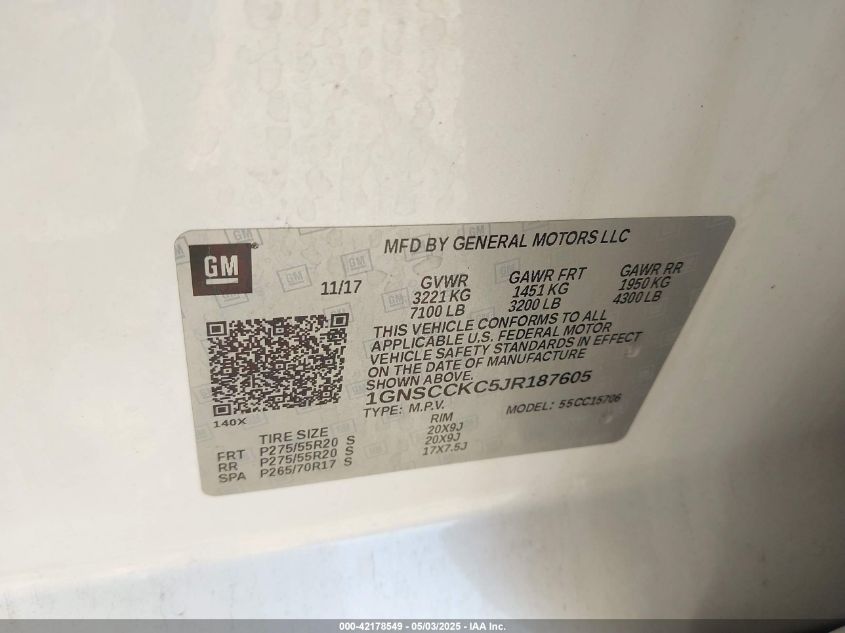 GM
MFD BY GENERAL MOTORS LLC
11/17 GVWR GAWR FRT GAWR RR
3221 KG 1451 KG 1950 KG
7100 LB 3200 LB 4300 LB
THIS VEHICLE CONFORMS TO ALL
APPLICABLE U.S. FEDERAL MOTOR
VEHICLE SAFETY STANDARDS IN EFFECT
ON THE DATE OF MANUFACTURE
SHOWN ABOVE.
1GNSCCKC5JR187605
140X
TYPE: M.P.V. MODEL: 55CC15706
TIRE SIZE RIM
FRT P275/55R20 S 20X9J
RR P275/55R20 S 20X9J
SPA P265/70R17 S 17X7.5J
000-42178549 - 05/03/2025 - IAA Inc.